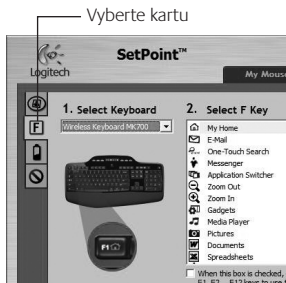 Vyberte kartu
Logitech
SetPoint™
My Mouse
1. Select Keyboard
Wireless Keyboard MK700
F
F1
2. Select F Key
My Home
E-Mail
One-Touch Search
Messenger
Application Switcher
Zoom Out
Zoom In
Gadgets
Media Player
Pictures
Documents
Spreadsheets
When this box is checked,
F1, F2 ... F12 keys to use